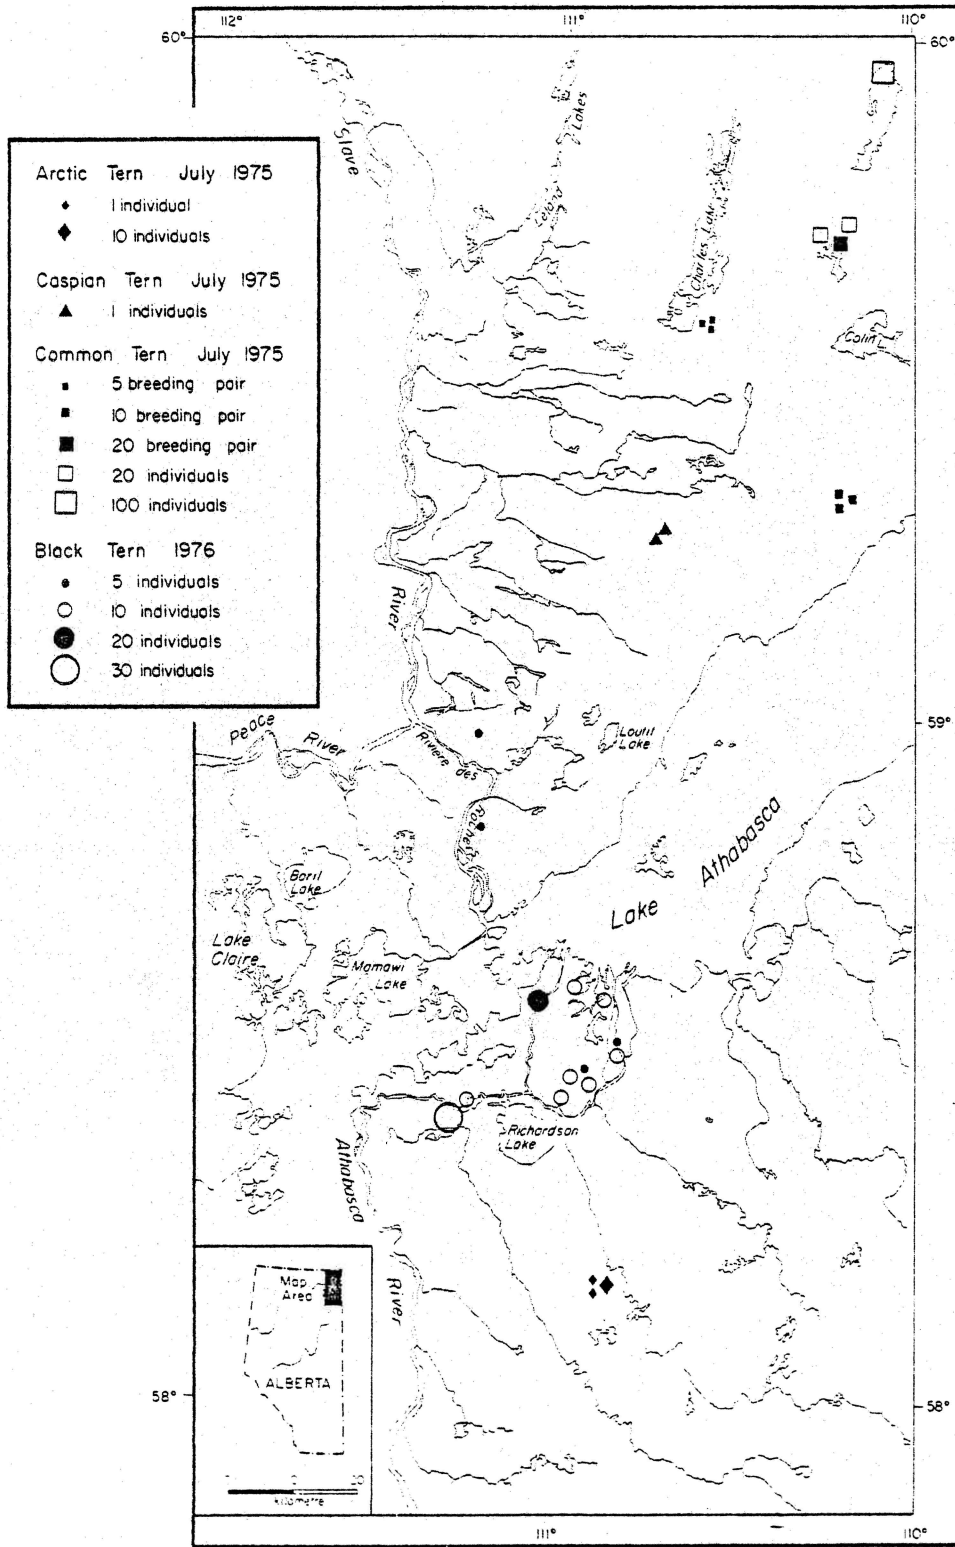 112° 111° 110°
60° 60°
Slave
Leland Lakes
Charles Lake
Colin L
Arctic Tern July 1975
1 individual
10 individuals
Caspian Tern July 1975
1 individuals
Common Tern July 1975
5 breeding pair
10 breeding pair
20 breeding pair
20 individuals
100 individuals
Black Tern 1976
5 individuals
10 individuals
20 individuals
30 individuals
River
59°
Peace River
Riviere des Rochers
Loutit
Lake
Lake Athabasca
Baril
Lake
Lake
Claire
Mamawi
Lake
Richardson
Lake
Athabasca River
Map
Area
ALBERTA
kilometre
58° 58°
111° 110°